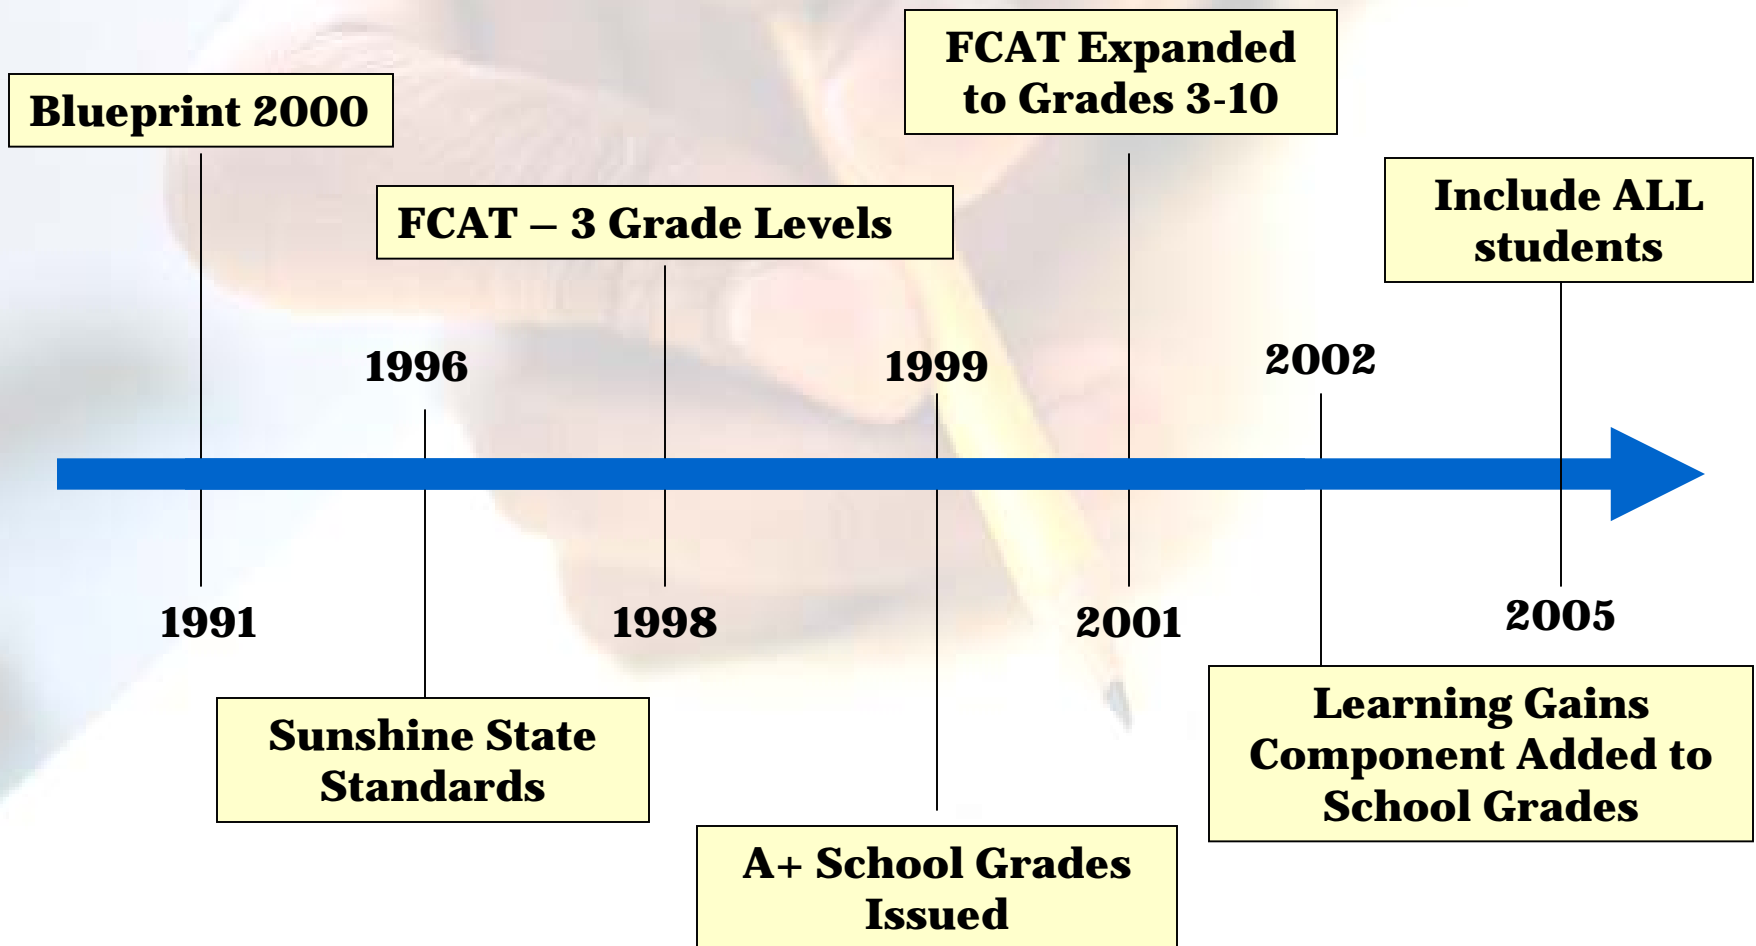 Blueprint 2000
1991
1996
Sunshine State
Standards
FCAT – 3 Grade Levels
1998
1999
A+ School Grades
Issued
FCAT Expanded
to Grades 3-10
2001
2002
Learning Gains
Component Added to
School Grades
Include ALL
students
2005